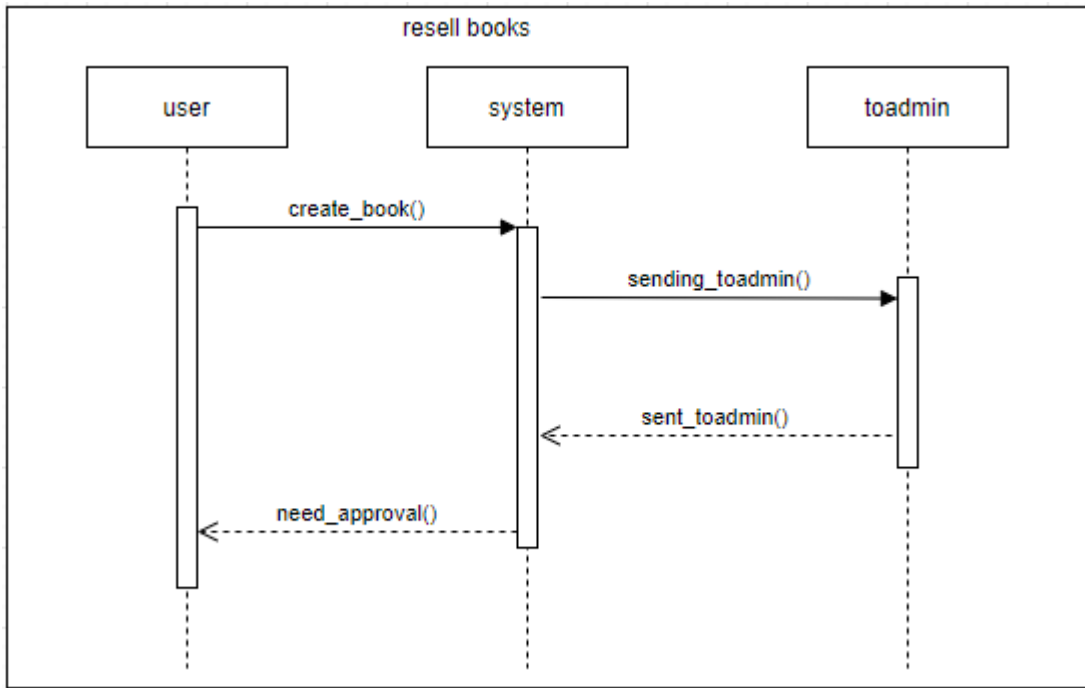 resell books
user
system
toadmin
create_book()
sending_toadmin()
sent_toadmin()
need_approval()